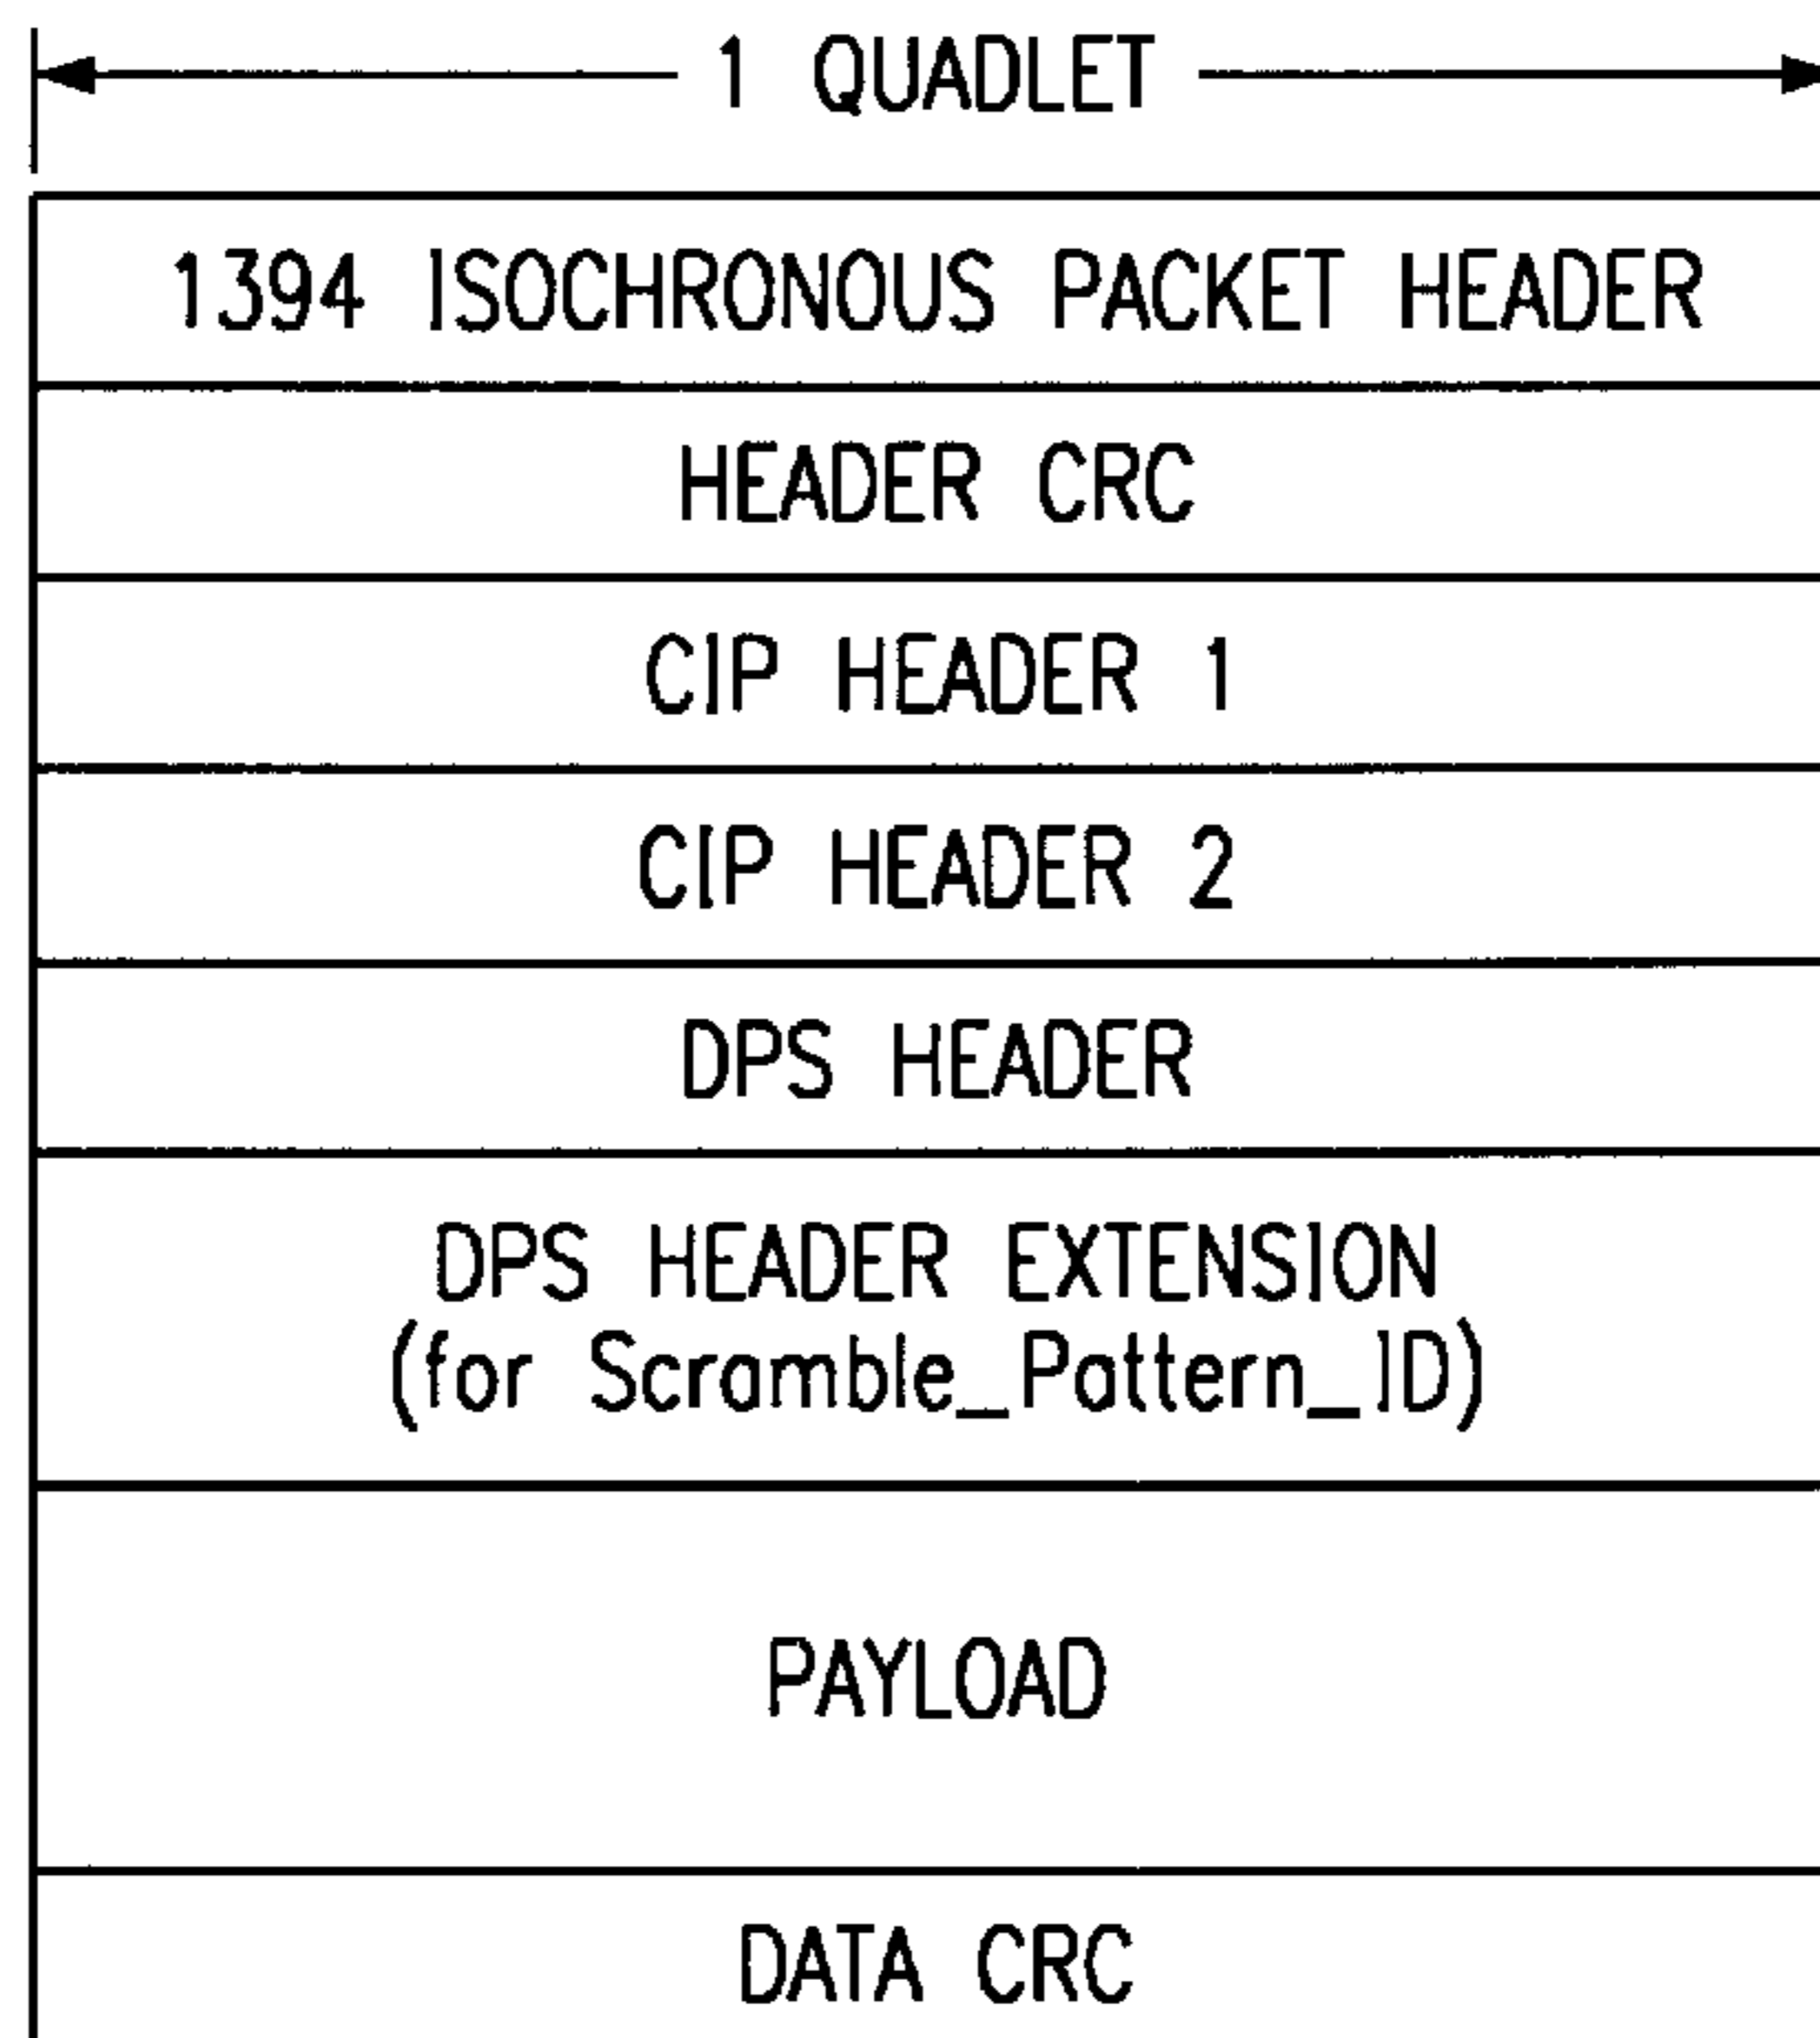 1 QUADLET
1394 ISOCHRONOUS PACKET HEADER
HEADER CRC
CIP HEADER 1
CIP HEADER 2
DPS HEADER
DPS HEADER EXTENSION
(for Scramble_Pattern_ID)
PAYLOAD
DATA CRC